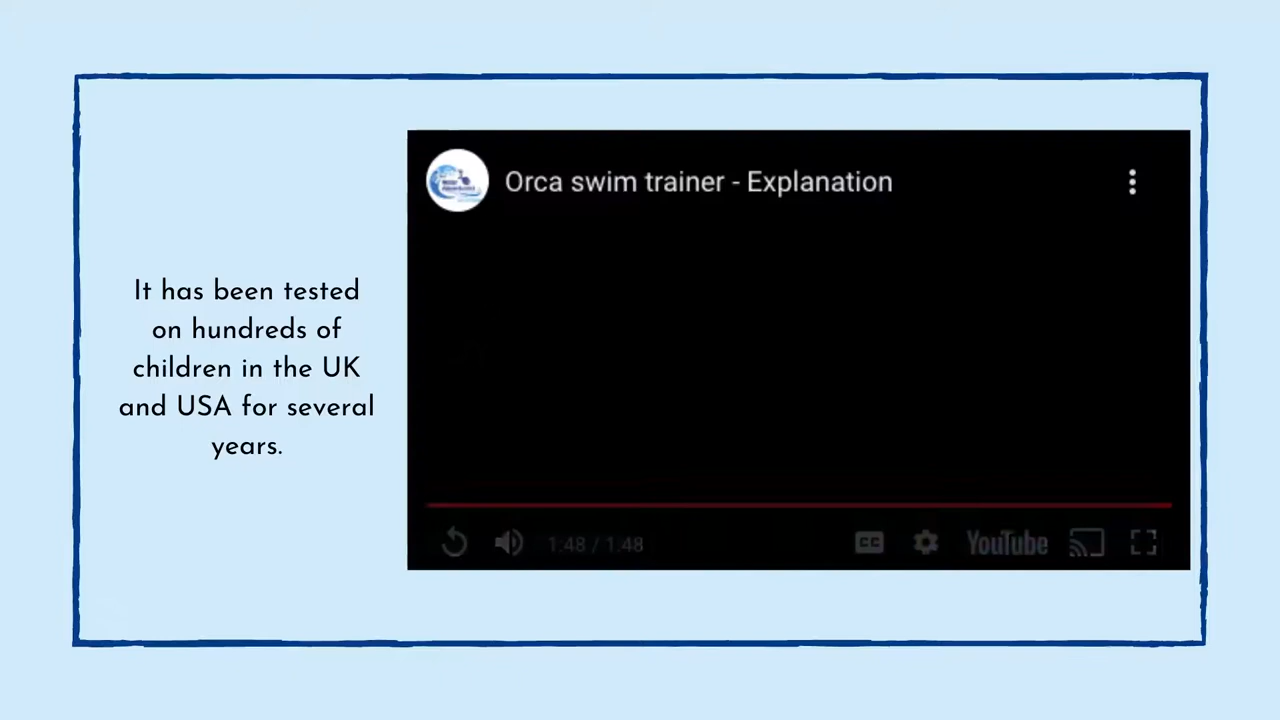 It has been tested
on hundreds of
children in the UK
and USA for several
years.
Orca swim trainer - Explanation
1:48 / 1:48
CC
YouTube